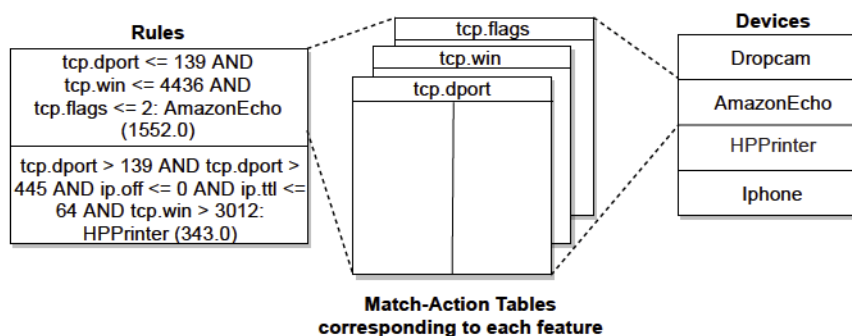 Rules
tcp.dport <= 139 AND
tcp.win <= 4436 AND
tcp.flags <= 2: AmazonEcho
(1552.0)
tcp.dport > 139 AND tcp.dport >
445 AND ip.off <= 0 AND ip.ttl <=
64 AND tcp.win > 3012:
HPPrinter (343.0)
tcp.flags
tcp.win
tcp.dport
Match-Action Tables
corresponding to each feature
Devices
Dropcam
AmazonEcho
HPPrinter
Iphone